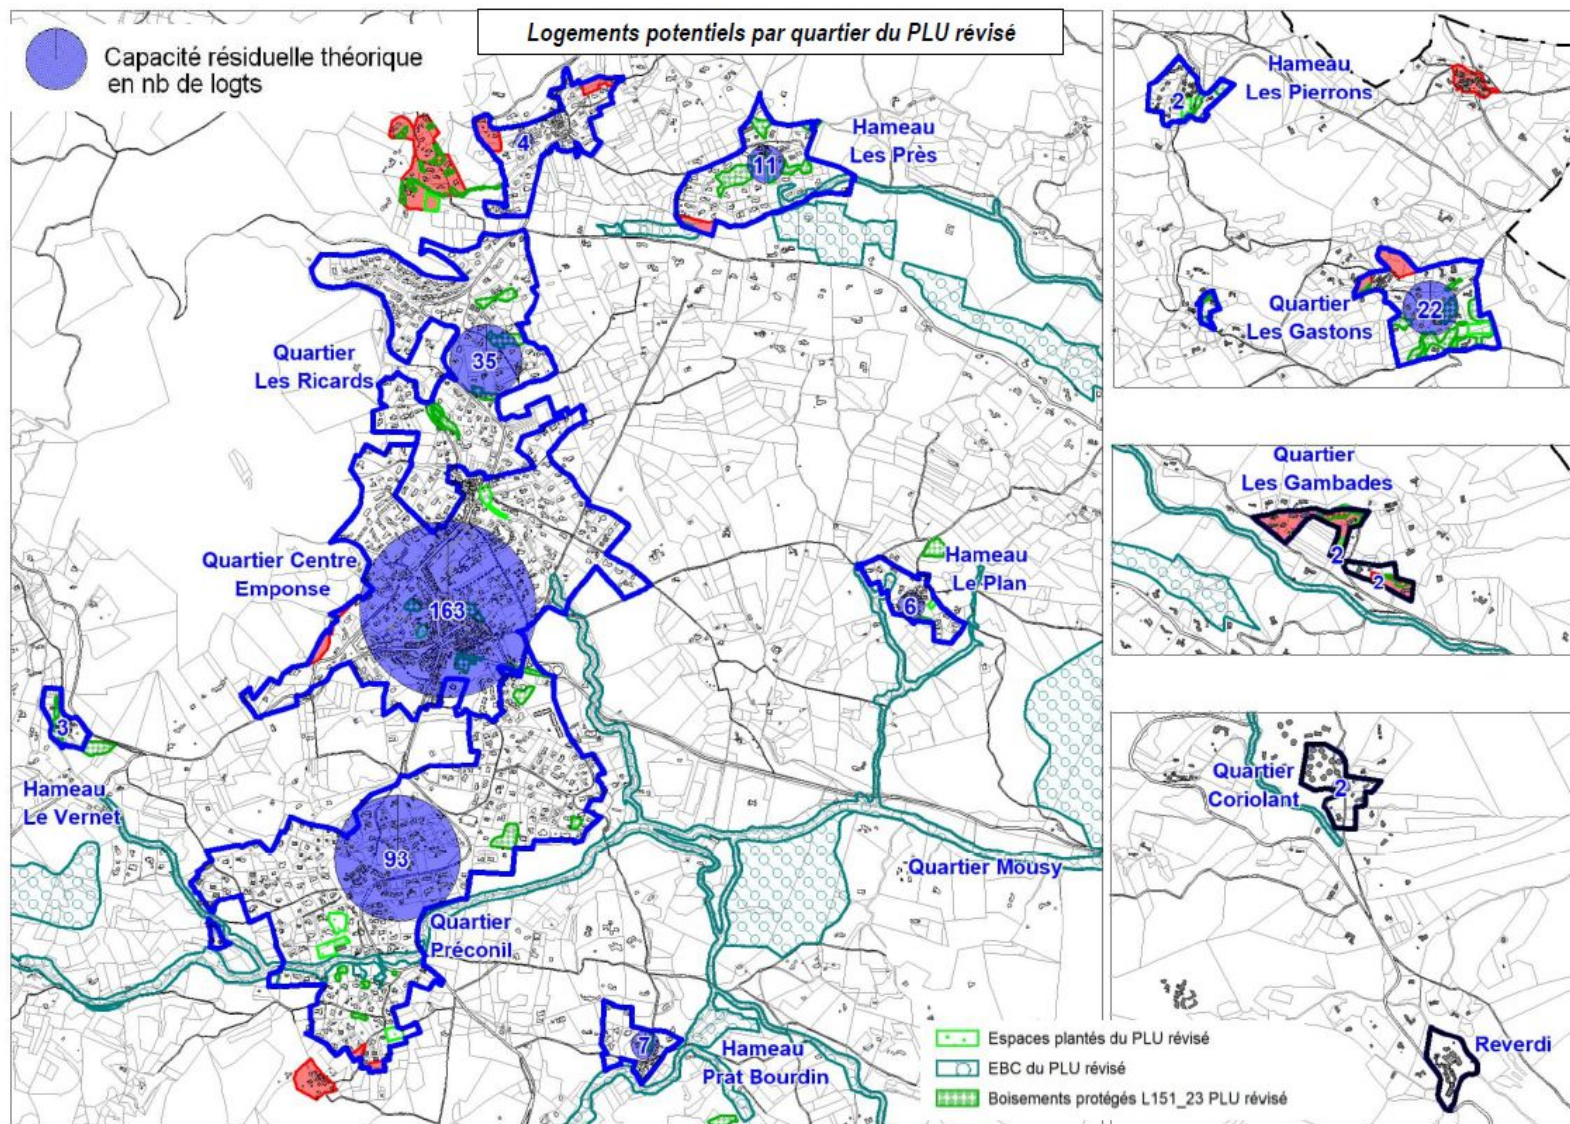 Logements potentiels par quartier du PLU révisé
Capacité résiduelle théorique
en nb de logts
4
11
Hameau
Les Près
Quartier
Les Ricards
35
Quartier Centre
Emponse
163
Hameau
Le Plan
6
3
Hameau
Le Vernet
93
Quartier
Préconil
Quartier Mousy
7
Hameau
Prat Bourdin
Hameau
Les Pierrons
2
Quartier
Les Gastons
22
Quartier
Les Gambades
2
2
Quartier
Coriolant
2
Reverdi
Espaces plantés du PLU révisé
EBC du PLU révisé
Boisements protégés L151_23 PLU révisé